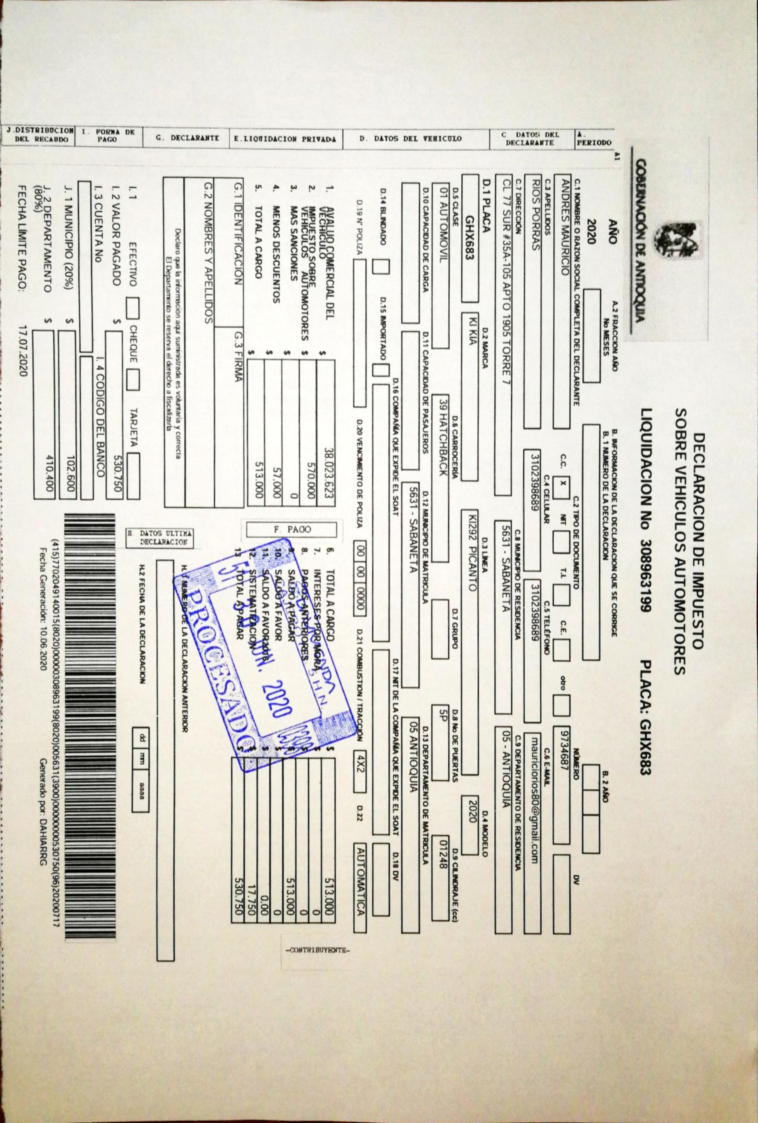 GOBERNACIÓN DE ANTIOQUIA
DECLARACION DE IMPUESTO
SOBRE VEHICULOS AUTOMOTORES
LIQUIDACION No 308963199 PLACA: GHX683
A1
A. PERIODO
AÑO
2020
A.2 FRACCION AÑO
No MESES
B. INFORMACION DE LA DECLARACION QUE SE CORRIGE
B. 1 NUMERO DE LA DECLARACION
B. 2 AÑO
C DATOS DEL DECLARANTE
C.1 NOMBRE O RAZON SOCIAL COMPLETA DEL DECLARANTE
ANDRES MAURICIO
C.2 TIPO DE DOCUMENTO
C.C. X NIT T.I. C.E. otro
NÚMERO
9734687
DV
C.3 APELLIDOS
RIOS PORRAS
C.4 CELULAR
3102398689
C.5 TELÉFONO
3102398689
C.6 E-MAIL
mauriciorios80@gmail.com
C.7 DIRECCIÓN
CL 77 SUR #35A-105 APTO 1905 TORRE 7
C.8 MUNICIPIO DE RESIDENCIA
5631 - SABANETA
C.9 DEPARTAMENTO DE RESIDENCIA
05 - ANTIOQUIA
D. DATOS DEL VEHICULO
D.1 PLACA
GHX683
D.2 MARCA
KI KIA
D.3 LINEA
KI292 PICANTO
D.4 MODELO
2020
D.5 CLASE
01 AUTOMOVIL
D.6 CARROCERÍA
39 HATCHBACK
D.7 GRUPO
D.8 No DE PUERTAS
5P
D.9 CILINDRAJE (cc)
01248
D.10 CAPACIDAD DE CARGA
D.11 CAPACIDAD DE PASAJEROS
D.12 MUNICIPIO DE MATRICULA
5631 - SABANETA
D.13 DEPARTAMENTO DE MATRICULA
05 ANTIOQUIA
D.14 BLINDADO
D.15 IMPORTADO
D.16 COMPAÑIA QUE EXPIDE EL SOAT
D.17 NIT DE LA COMPAÑIA QUE EXPIDE EL SOAT
D.18 DV
D.19 N° POLIZA
D.20 VENCIMIENTO DE POLIZA
00 00 0000
D.21 COMBUSTION / TRACCION
4X2
D.22
AUTOMATICA
E.LIQUIDACION PRIVADA
1. AVALUO COMERCIAL DEL VECHICULO $ 38.023.623
2. IMPUESTO SOBRE VEHICULOS AUTOMOTORES $ 570.000
3. MAS SANCIONES 0
4. MENOS DESCUENTOS $ 57.000
5. TOTAL A CARGO $ 513.000
F. PAGO
6. TOTAL A CARGO $ 513.000
7. INTERESES POR MORA 0
8. PAGOS ANTERIORES 0
9. SALDO A PAGAR 513.000
10. SALDO A FAVOR 0
11. SALDO A FAVOR 0.00
12. SISTEMATIZACION 17.750
13. TOTAL A PAGAR $ 530.750
JUN. 2020
PROCESADO
-CONTRIBUYENTE-
G. DECLARANTE
G.1 IDENTIFICACIÓN
G.3 FIRMA
G.2 NOMBRES Y APELLIDOS
Declaro que la información aqui suministrada es voluntaria y correcta
El Departamento se reserva el derecho a fiscalizarla
H DATOS ULTIMA DECLARACION
H.1 NUMERO DE LA DECLARACION ANTERIOR
H.2 FECHA DE LA DECLARACION
dd mm aaaa
I. FORMA DE PAGO
I. 1 EFECTIVO CHEQUE TARJETA
I. 2 VALOR PAGADO $ 530.750
I. 3 CUENTA No
I. 4 CODIGO DEL BANCO
J.DISTRIBUCION DEL RECAUDO
J. 1 MUNICIPIO (20%) $ 102.600
J. 2 DEPARTAMENTO (80%) $ 410.400
FECHA LIMITE PAGO: 17.07.2020
(415)7702049140015(8020)000030896​3199(8020)005631(3900)00000000530750(96)20200717
Fecha Generación: 10.06.2020 Generado por: DAHIARRG